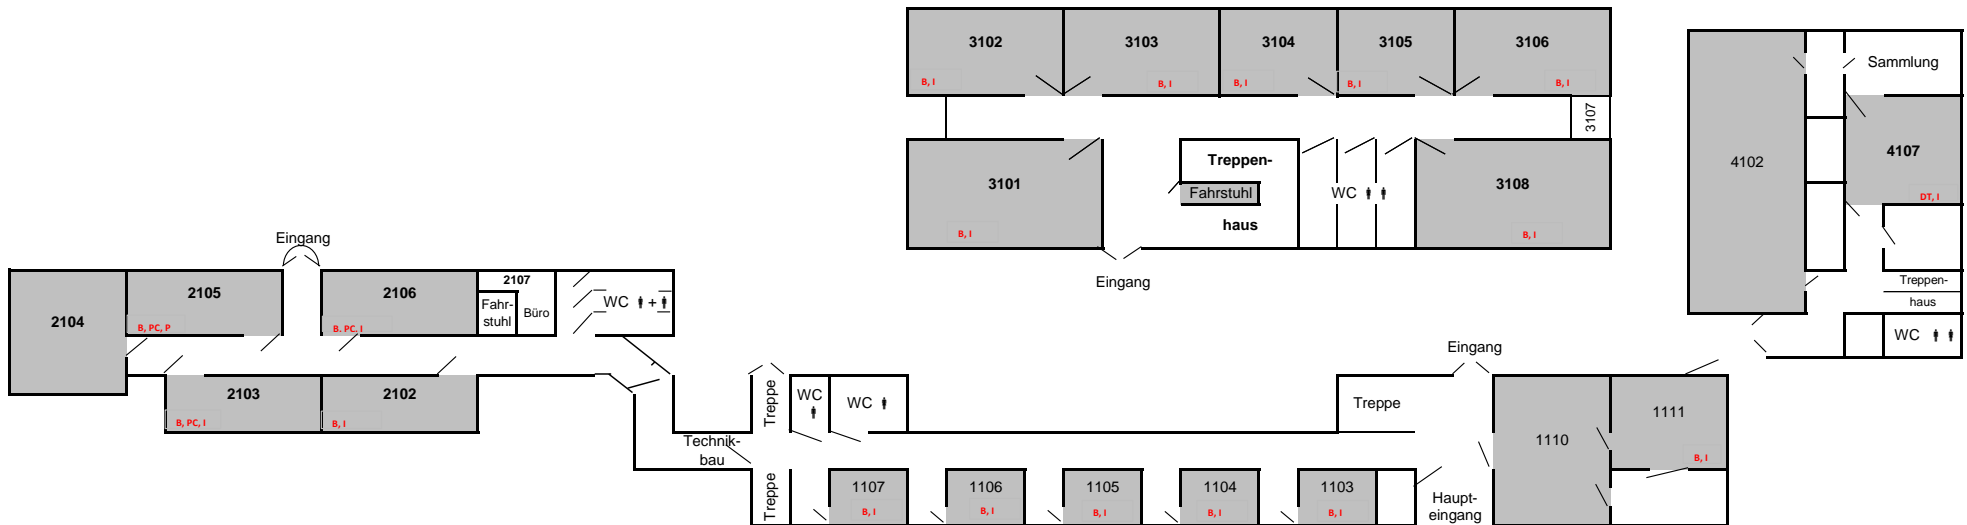 3102
3103
3104
3105
3106
B, I
B, I
B, I
B, I
B, I
3107
3101
Treppen-
Fahrstuhl
haus
WC
3108
B, I
B, I
Eingang
Sammlung
4102
4107
DT, I
Treppen-
haus
WC
Eingang
2104
2105
B, PC, P
2106
B. PC. I
2107
Fahr-
stuhl
Büro
WC +
2103
B, PC, I
2102
B, I
Technik-
bau
Treppe
WC
WC
Treppe
1107
B, I
1106
B, I
1105
B, I
1104
B, I
1103
B, I
Eingang
Treppe
Haupt-
eingang
1110
1111
B, I